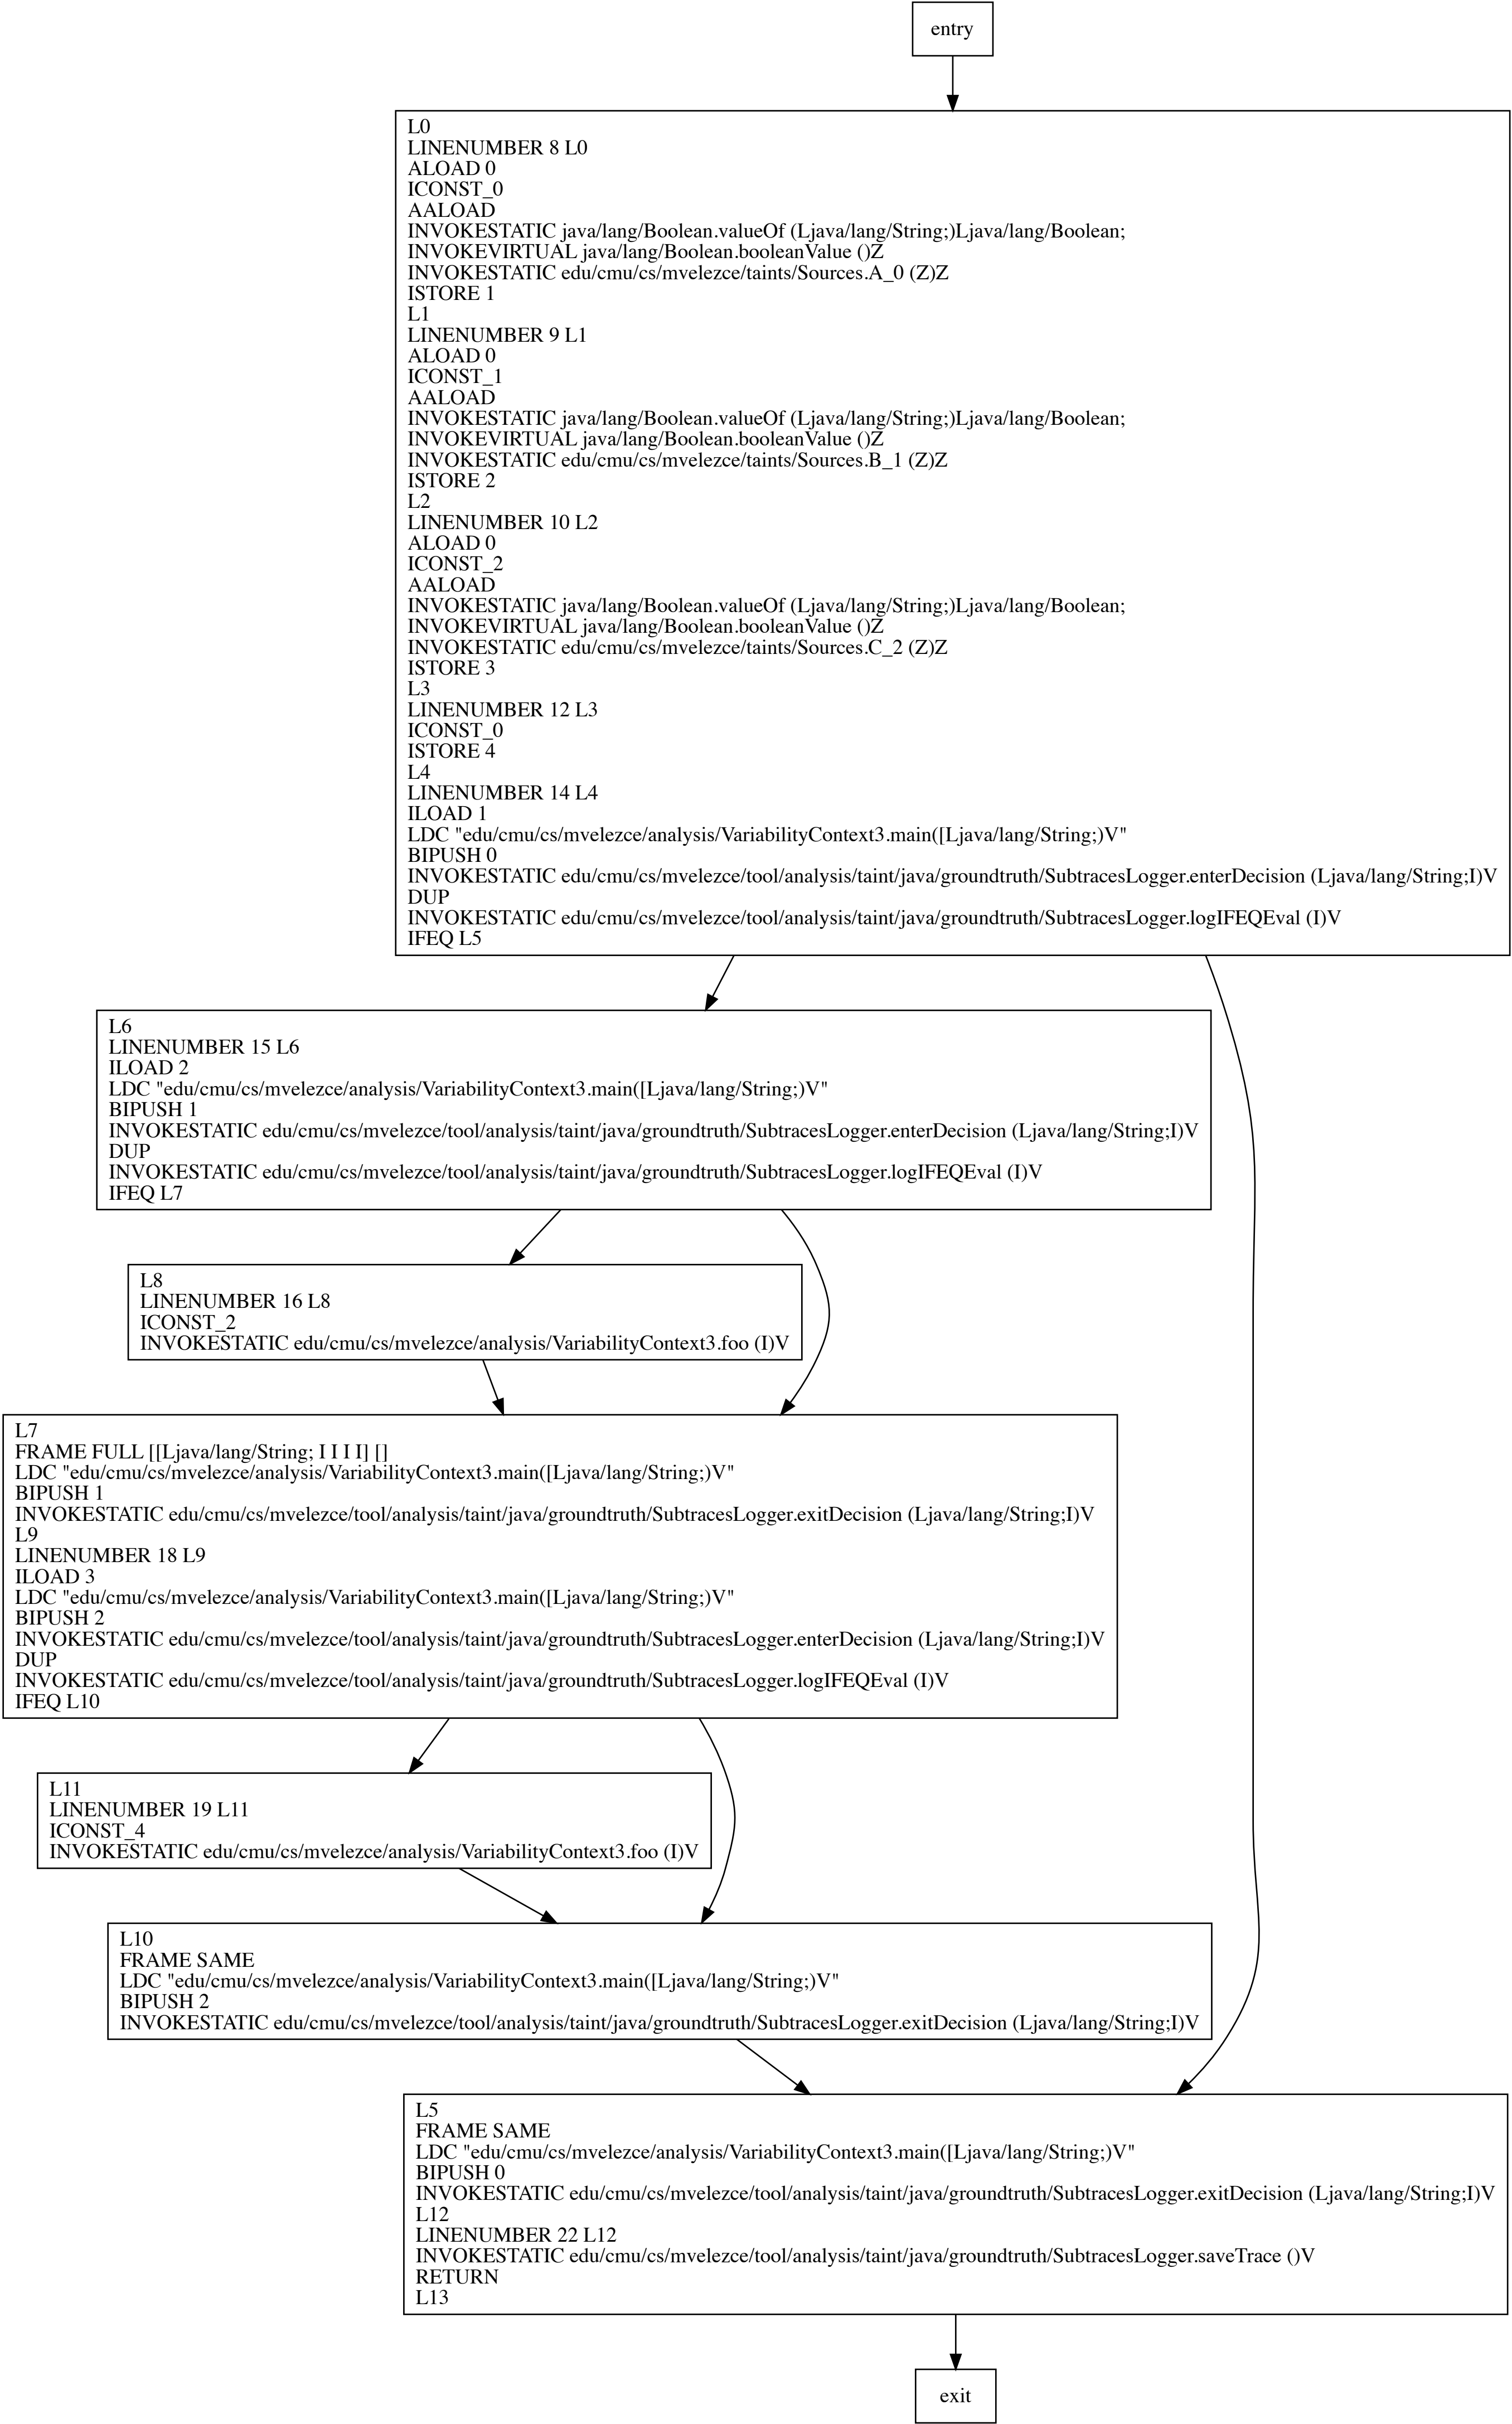 entry
L0
LINENUMBER 8 L0
ALOAD 0
ICONST_0
AALOAD
INVOKESTATIC java/lang/Boolean.valueOf (Ljava/lang/String;)Ljava/lang/Boolean;
INVOKEVIRTUAL java/lang/Boolean.booleanValue ()Z
INVOKESTATIC edu/cmu/cs/mvelezce/taints/Sources.A_0 (Z)Z
ISTORE 1
L1
LINENUMBER 9 L1
ALOAD 0
ICONST_1
AALOAD
INVOKESTATIC java/lang/Boolean.valueOf (Ljava/lang/String;)Ljava/lang/Boolean;
INVOKEVIRTUAL java/lang/Boolean.booleanValue ()Z
INVOKESTATIC edu/cmu/cs/mvelezce/taints/Sources.B_1 (Z)Z
ISTORE 2
L2
LINENUMBER 10 L2
ALOAD 0
ICONST_2
AALOAD
INVOKESTATIC java/lang/Boolean.valueOf (Ljava/lang/String;)Ljava/lang/Boolean;
INVOKEVIRTUAL java/lang/Boolean.booleanValue ()Z
INVOKESTATIC edu/cmu/cs/mvelezce/taints/Sources.C_2 (Z)Z
ISTORE 3
L3
LINENUMBER 12 L3
ICONST_0
ISTORE 4
L4
LINENUMBER 14 L4
ILOAD 1
LDC "edu/cmu/cs/mvelezce/analysis/VariabilityContext3.main([Ljava/lang/String;)V"
BIPUSH 0
INVOKESTATIC edu/cmu/cs/mvelezce/tool/analysis/taint/java/groundtruth/SubtracesLogger.enterDecision (Ljava/lang/String;I)V
DUP
INVOKESTATIC edu/cmu/cs/mvelezce/tool/analysis/taint/java/groundtruth/SubtracesLogger.logIFEQEval (I)V
IFEQ L5
L6
LINENUMBER 15 L6
ILOAD 2
LDC "edu/cmu/cs/mvelezce/analysis/VariabilityContext3.main([Ljava/lang/String;)V"
BIPUSH 1
INVOKESTATIC edu/cmu/cs/mvelezce/tool/analysis/taint/java/groundtruth/SubtracesLogger.enterDecision (Ljava/lang/String;I)V
DUP
INVOKESTATIC edu/cmu/cs/mvelezce/tool/analysis/taint/java/groundtruth/SubtracesLogger.logIFEQEval (I)V
IFEQ L7
L8
LINENUMBER 16 L8
ICONST_2
INVOKESTATIC edu/cmu/cs/mvelezce/analysis/VariabilityContext3.foo (I)V
L7
FRAME FULL [[Ljava/lang/String; I I I I] []
LDC "edu/cmu/cs/mvelezce/analysis/VariabilityContext3.main([Ljava/lang/String;)V"
BIPUSH 1
INVOKESTATIC edu/cmu/cs/mvelezce/tool/analysis/taint/java/groundtruth/SubtracesLogger.exitDecision (Ljava/lang/String;I)V
L9
LINENUMBER 18 L9
ILOAD 3
LDC "edu/cmu/cs/mvelezce/analysis/VariabilityContext3.main([Ljava/lang/String;)V"
BIPUSH 2
INVOKESTATIC edu/cmu/cs/mvelezce/tool/analysis/taint/java/groundtruth/SubtracesLogger.enterDecision (Ljava/lang/String;I)V
DUP
INVOKESTATIC edu/cmu/cs/mvelezce/tool/analysis/taint/java/groundtruth/SubtracesLogger.logIFEQEval (I)V
IFEQ L10
L11
LINENUMBER 19 L11
ICONST_4
INVOKESTATIC edu/cmu/cs/mvelezce/analysis/VariabilityContext3.foo (I)V
L10
FRAME SAME
LDC "edu/cmu/cs/mvelezce/analysis/VariabilityContext3.main([Ljava/lang/String;)V"
BIPUSH 2
INVOKESTATIC edu/cmu/cs/mvelezce/tool/analysis/taint/java/groundtruth/SubtracesLogger.exitDecision (Ljava/lang/String;I)V
L5
FRAME SAME
LDC "edu/cmu/cs/mvelezce/analysis/VariabilityContext3.main([Ljava/lang/String;)V"
BIPUSH 0
INVOKESTATIC edu/cmu/cs/mvelezce/tool/analysis/taint/java/groundtruth/SubtracesLogger.exitDecision (Ljava/lang/String;I)V
L12
LINENUMBER 22 L12
INVOKESTATIC edu/cmu/cs/mvelezce/tool/analysis/taint/java/groundtruth/SubtracesLogger.saveTrace ()V
RETURN
L13
exit